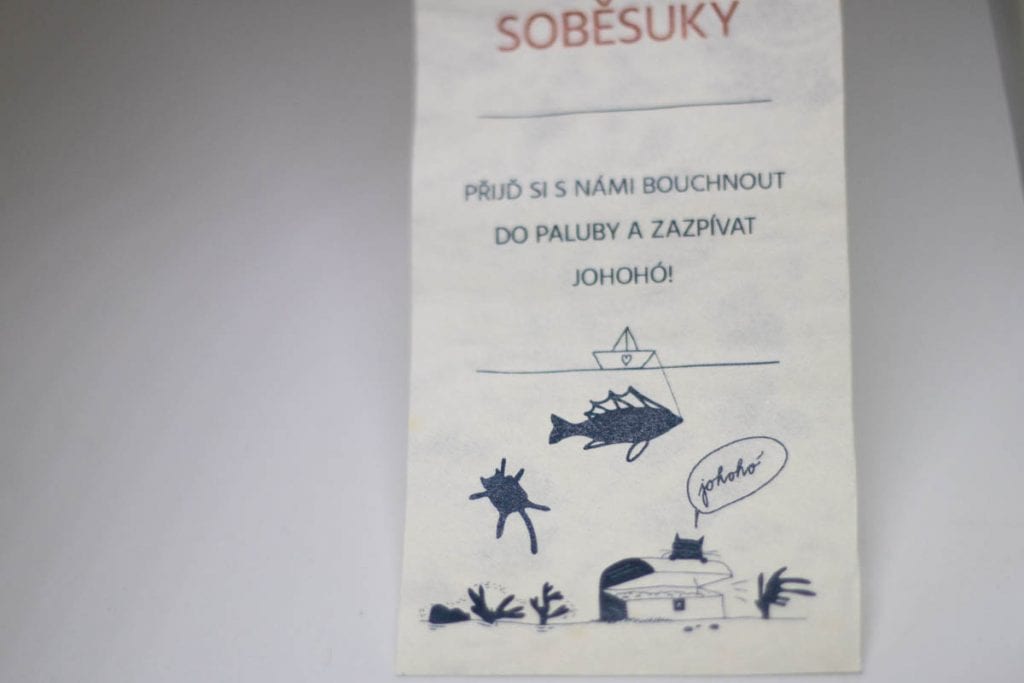 SOBĚSUKY
PŘIJĎ SI S NÁMI BOUCHNOUT
DO PALUBY A ZAZPÍVAT
JOHOHÓ!
johohó